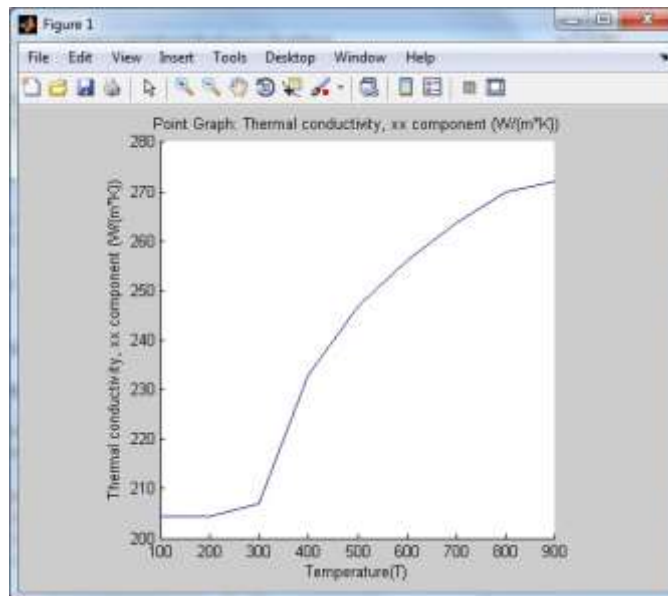 Figure 1
File Edit View Insert Tools Desktop Window Help
Point Graph: Thermal conductivity, xx component (W/(m*K))
Thermal conductivity, xx component (W/(m*K))
280
270
260
250
240
230
220
210
200
100 200 300 400 500 600 700 800 900
Temperature(T)